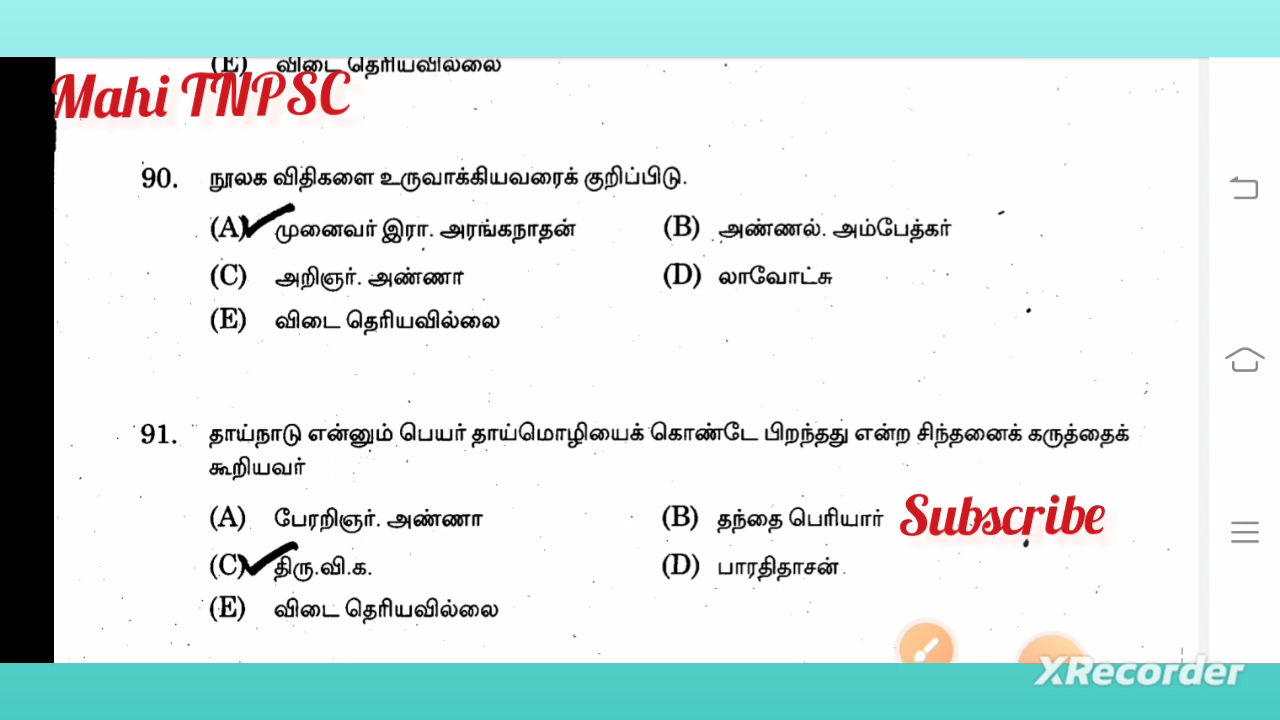 (E) விடை தெரியவில்லை
Mahi TNPSC
90. நூலக விதிகளை உருவாக்கியவரைக் குறிப்பிடு.
(A) முனைவர் இரா. அரங்கநாதன் (B) அண்ணல். அம்பேத்கர்
(C) அறிஞர். அண்ணா (D) லாவோட்சு
(E) விடை தெரியவில்லை
91. தாய்நாடு என்னும் பெயர் தாய்மொழியைக் கொண்டே பிறந்தது என்ற சிந்தனைக் கருத்தைக்
கூறியவர்
(A) பேரறிஞர். அண்ணா (B) தந்தை பெரியார் Subscribe
(C) திரு.வி.க. (D) பாரதிதாசன்
(E) விடை தெரியவில்லை
XRecorder